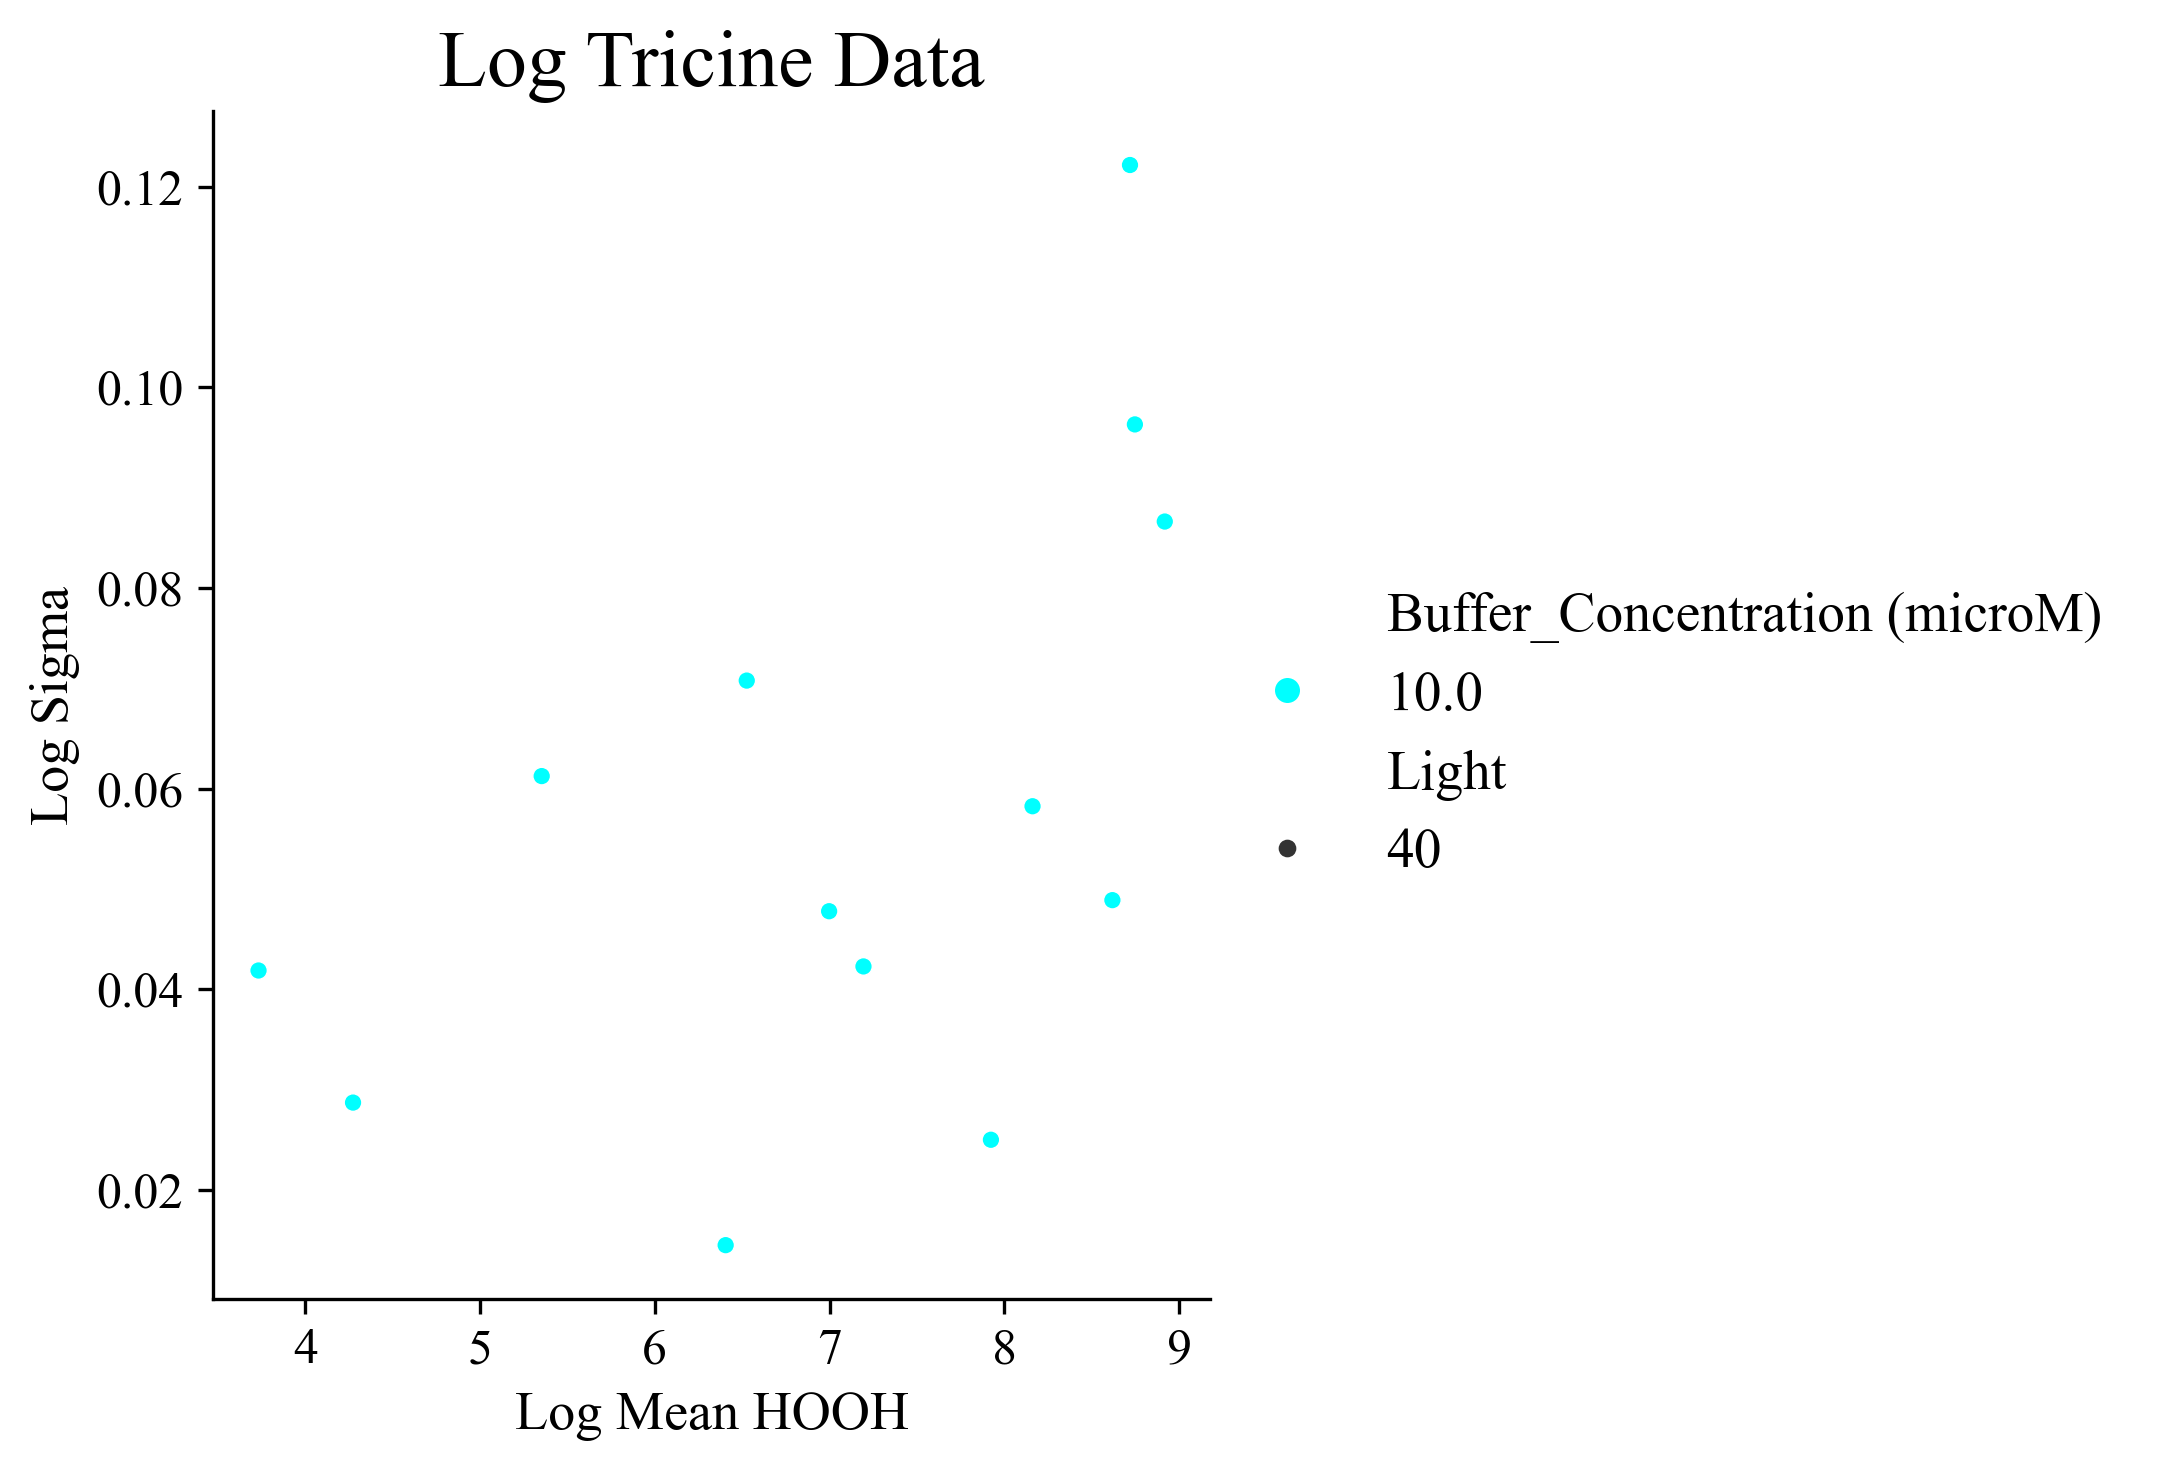 Log Tricine Data
0.12
0.10
0.08
0.06
0.04
0.02
Log Sigma
4 5 6 7 8 9
Log Mean HOOH
Buffer_Concentration (microM)
10.0
Light
40